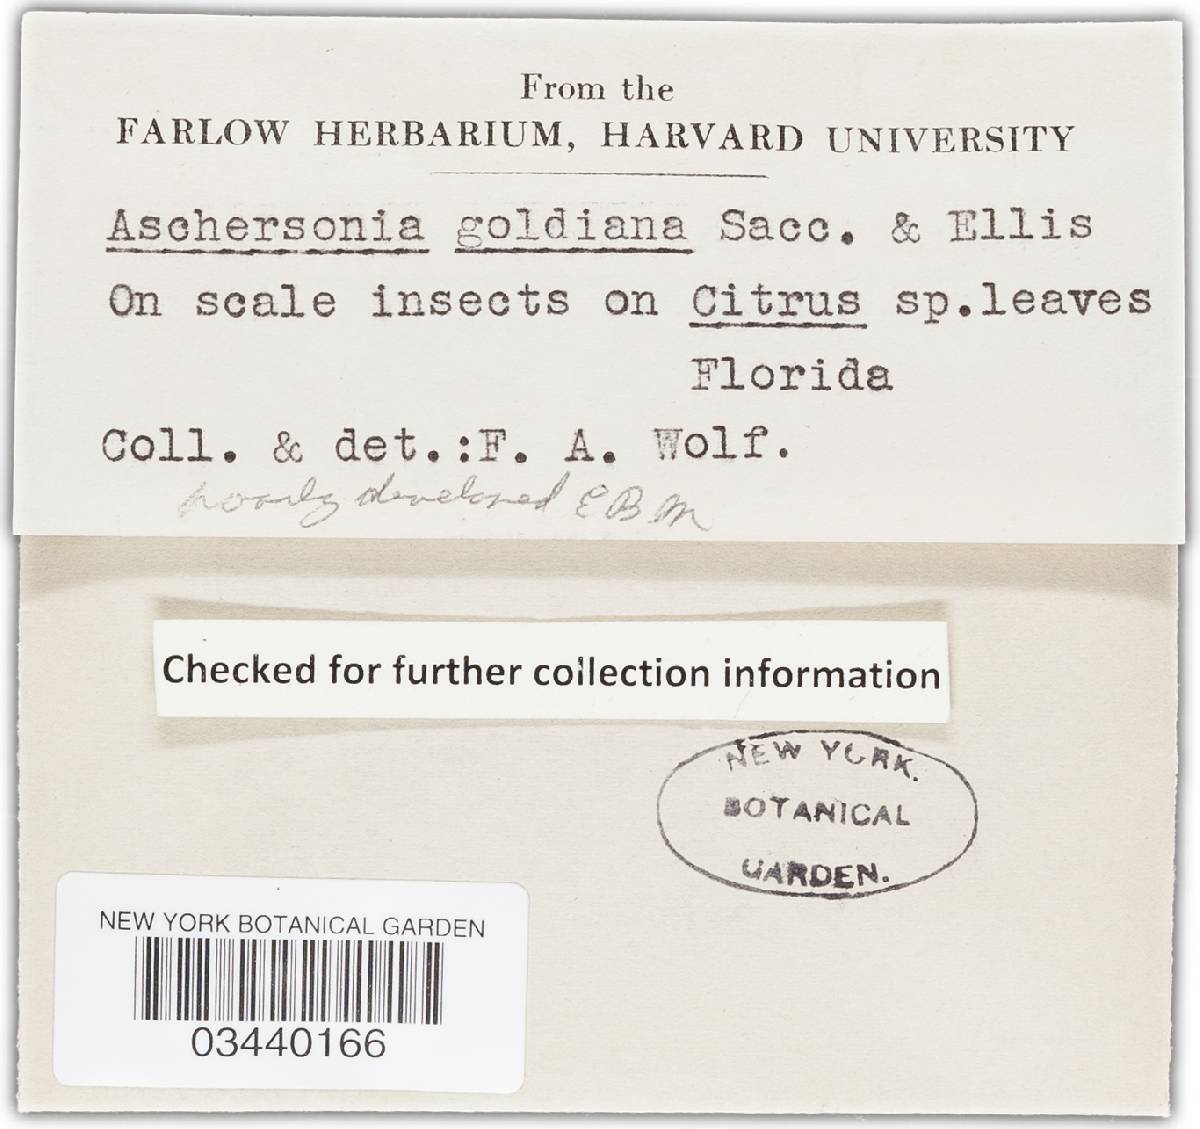 From the
FARLOW HERBARIUM, HARVARD UNIVERSITY
Aschersonia goldiana Sacc. & Ellis
On scale insects on Citrus sp.leaves
Florida
Coll. & det.:F. A. Wolf.
poorly developed EBM
Checked for further collection information
NEW YORK.
BOTANICAL
GARDEN.
NEW YORK BOTANICAL GARDEN
03440166